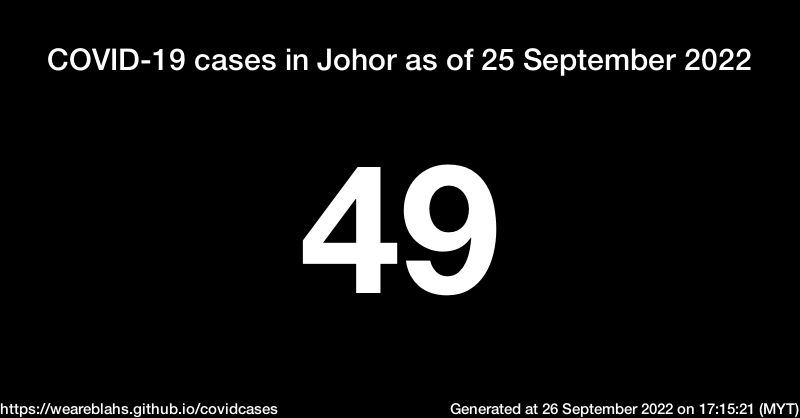 COVID-19 cases in Johor as of 25 September 2022
49
https://weareblahs.github.io/covidcases
Generated at 26 September 2022 on 17:15:21 (MYT)